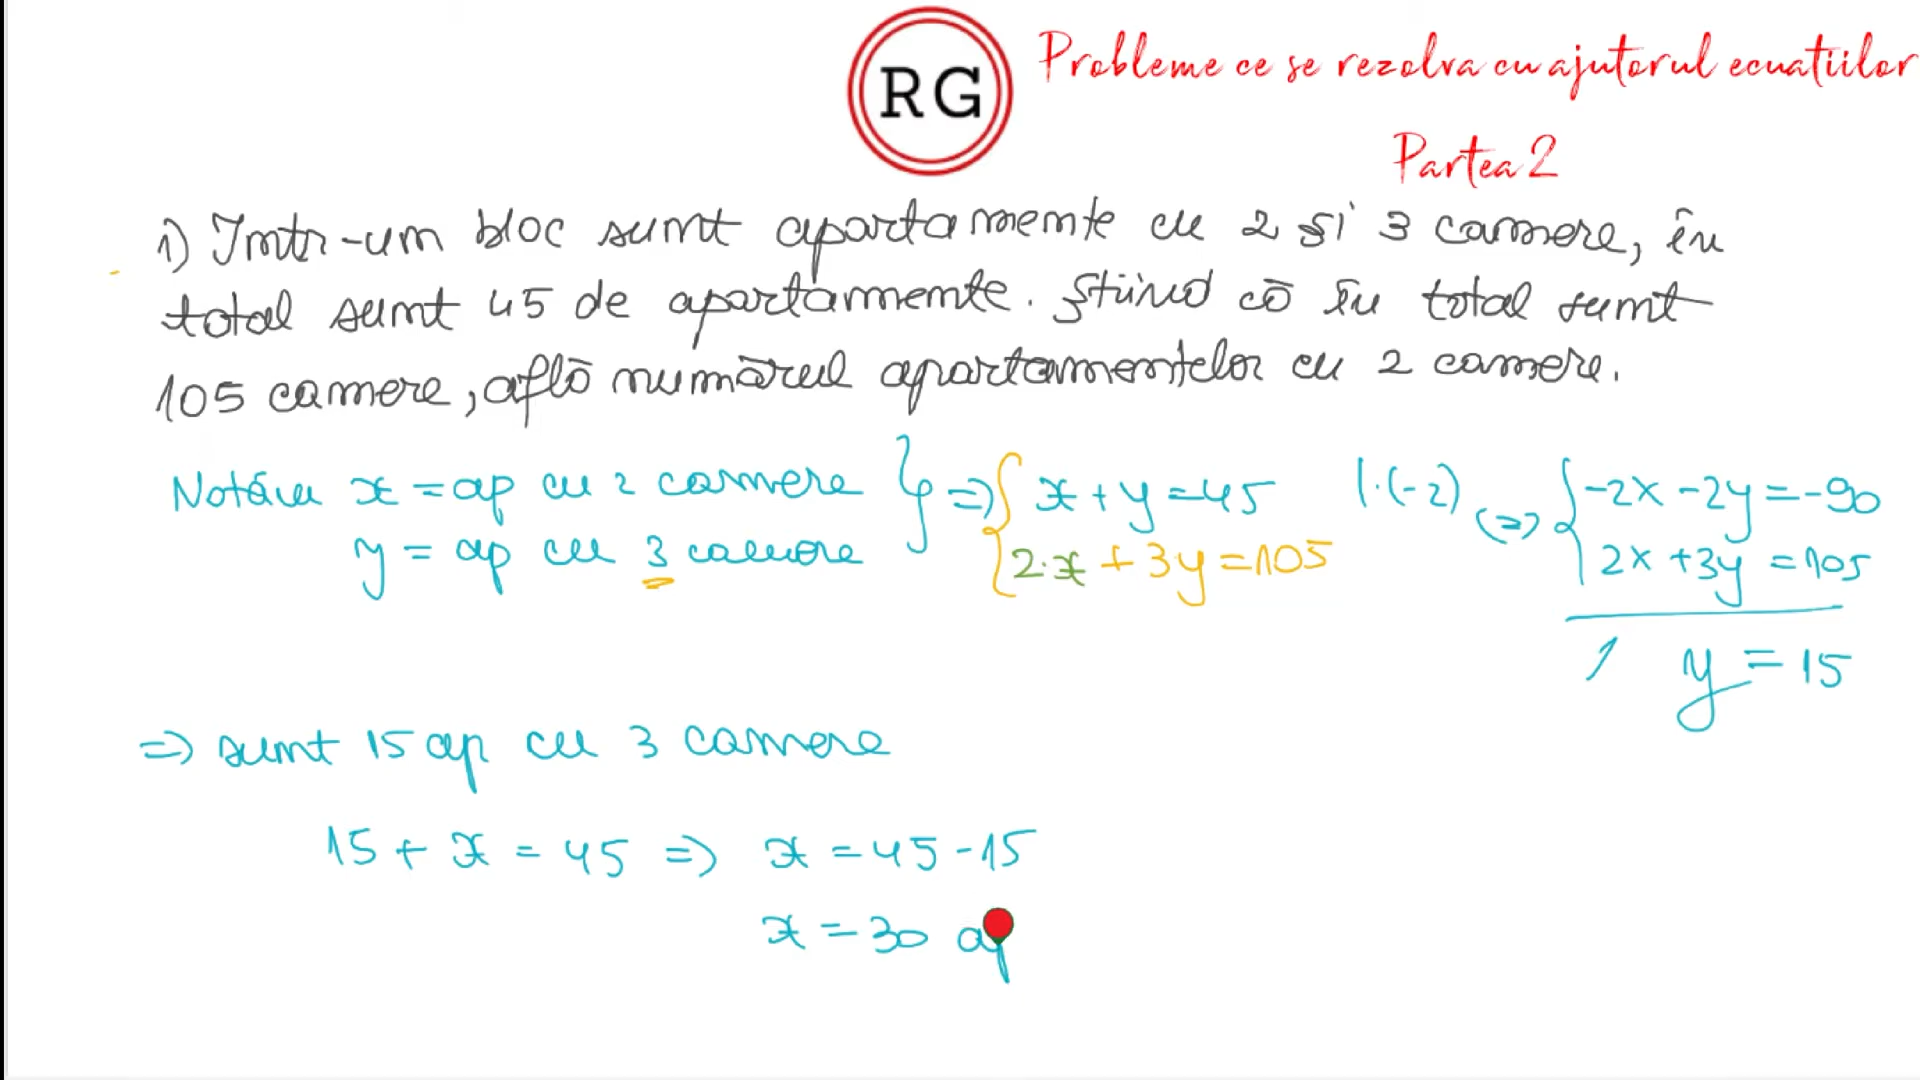 RG
Probleme ce se rezolva cu ajutorul ecuatiilor
Partea 2
1) Într-un bloc sunt apartamente cu 2 și 3 camere, în
total sunt 45 de apartamente. Știind că în total sunt
105 camere, află numărul apartamentelor cu 2 camere.
Notăm x = ap cu 2 camere } => { x + y = 45 |·(-2) <=> { -2x - 2y = -90
y = ap cu 3 camere 2·x + 3y = 105 2x + 3y = 105
/ y = 15
=> sunt 15 ap cu 3 camere
15 + x = 45 => x = 45 - 15
x = 30 ap